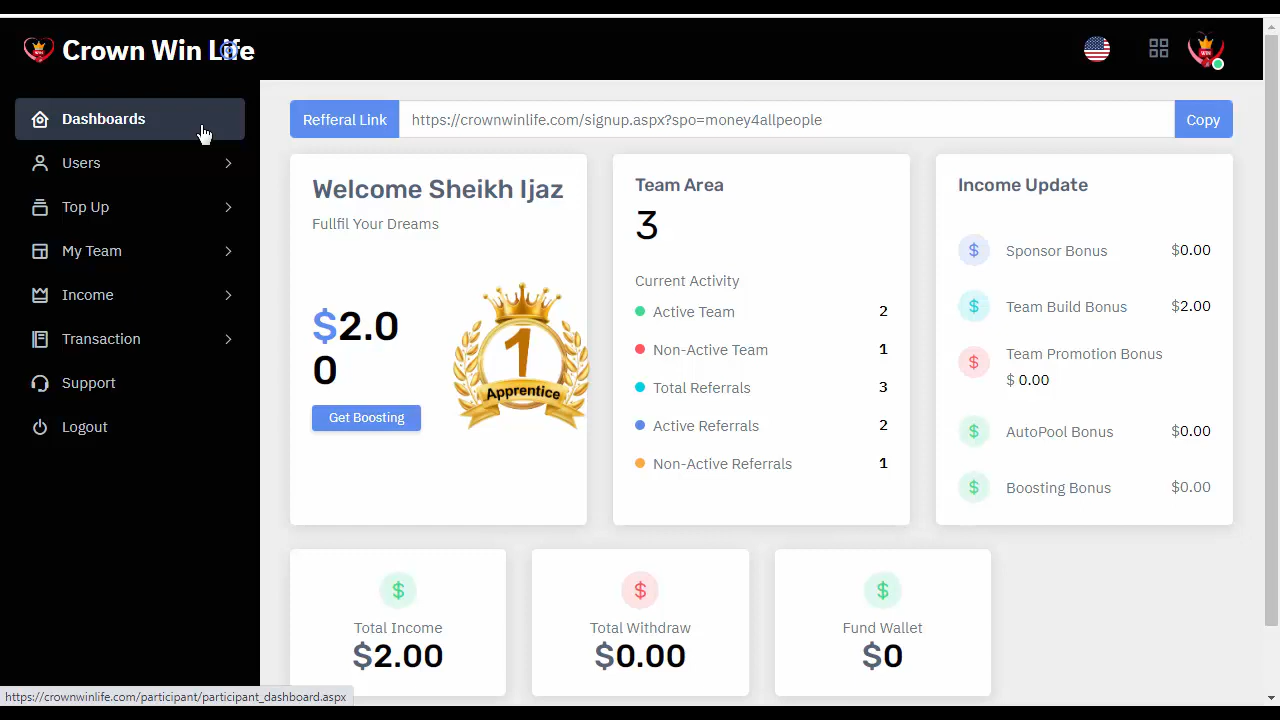 Crown Win Life
Dashboards
Users
Top Up
My Team
Income
Transaction
Support
Logout
Refferal Link https://crownwinlife.com/signup.aspx?spo=money4allpeople Copy
Welcome Sheikh Ijaz
Fullfil Your Dreams
$2.0
0
Get Boosting
1
Apprentice
Team Area
3
Current Activity
Active Team 2
Non-Active Team 1
Total Referrals 3
Active Referrals 2
Non-Active Referrals 1
Income Update
$ Sponsor Bonus $0.00
$ Team Build Bonus $2.00
$ Team Promotion Bonus
$ 0.00
$ AutoPool Bonus $0.00
$ Boosting Bonus $0.00
$
Total Income
$2.00
$
Total Withdraw
$0.00
$
Fund Wallet
$0
https://crownwinlife.com/participant/participant_dashboard.aspx